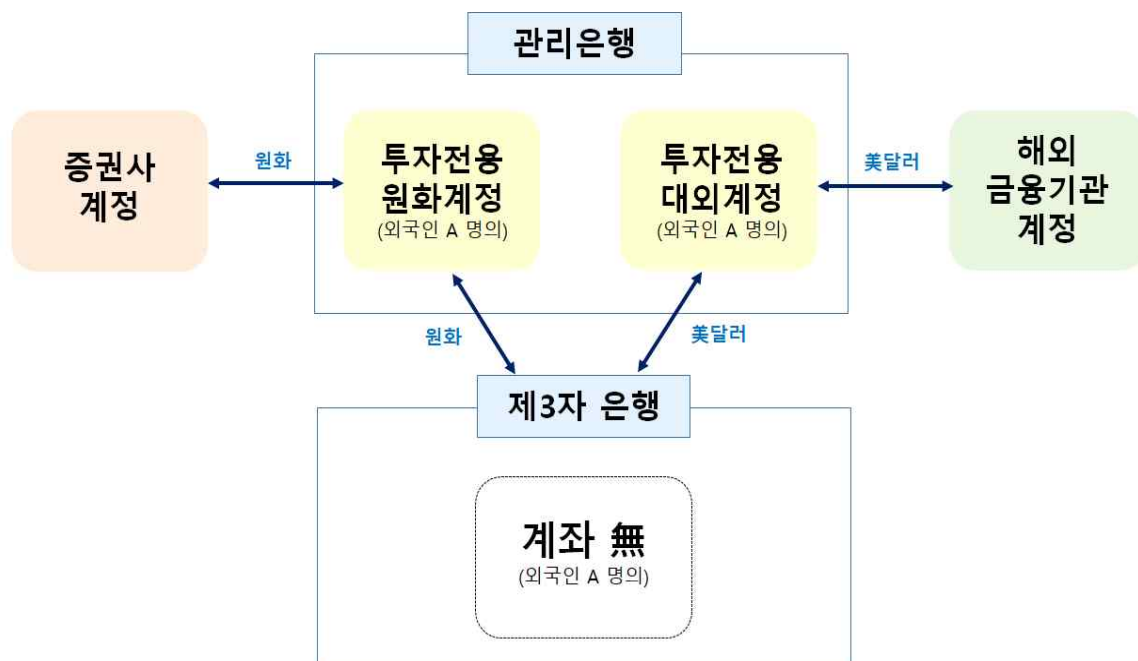 관리은행
증권사
계정
원화
투자전용
원화계정
(외국인 A 명의)
투자전용
대외계정
(외국인 A 명의)
美달러
해외
금융기관
계정
원화
美달러
제3자 은행
계좌 無
(외국인 A 명의)